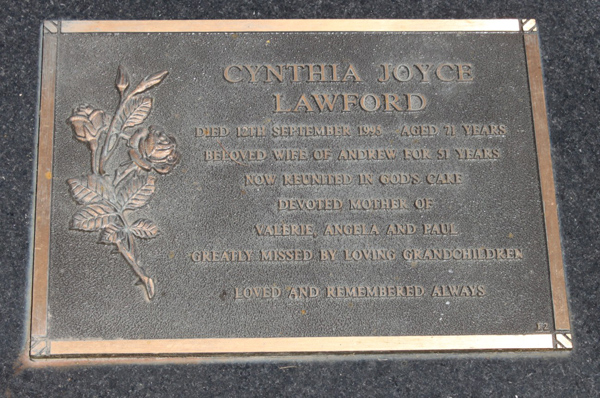 CYNTHIA JOYCE
LAWFORD
DIED 12TH SEPTEMBER 1996 AGED 71 YEARS
BELOVED WIFE OF ANDREW FOR 51 YEARS
NOW REUNITED IN GOD'S CARE
DEVOTED MOTHER OF
VALERIE, ANGELA AND PAUL
GREATLY MISSED BY LOVING GRANDCHILDREN
LOVED AND REMEMBERED ALWAYS